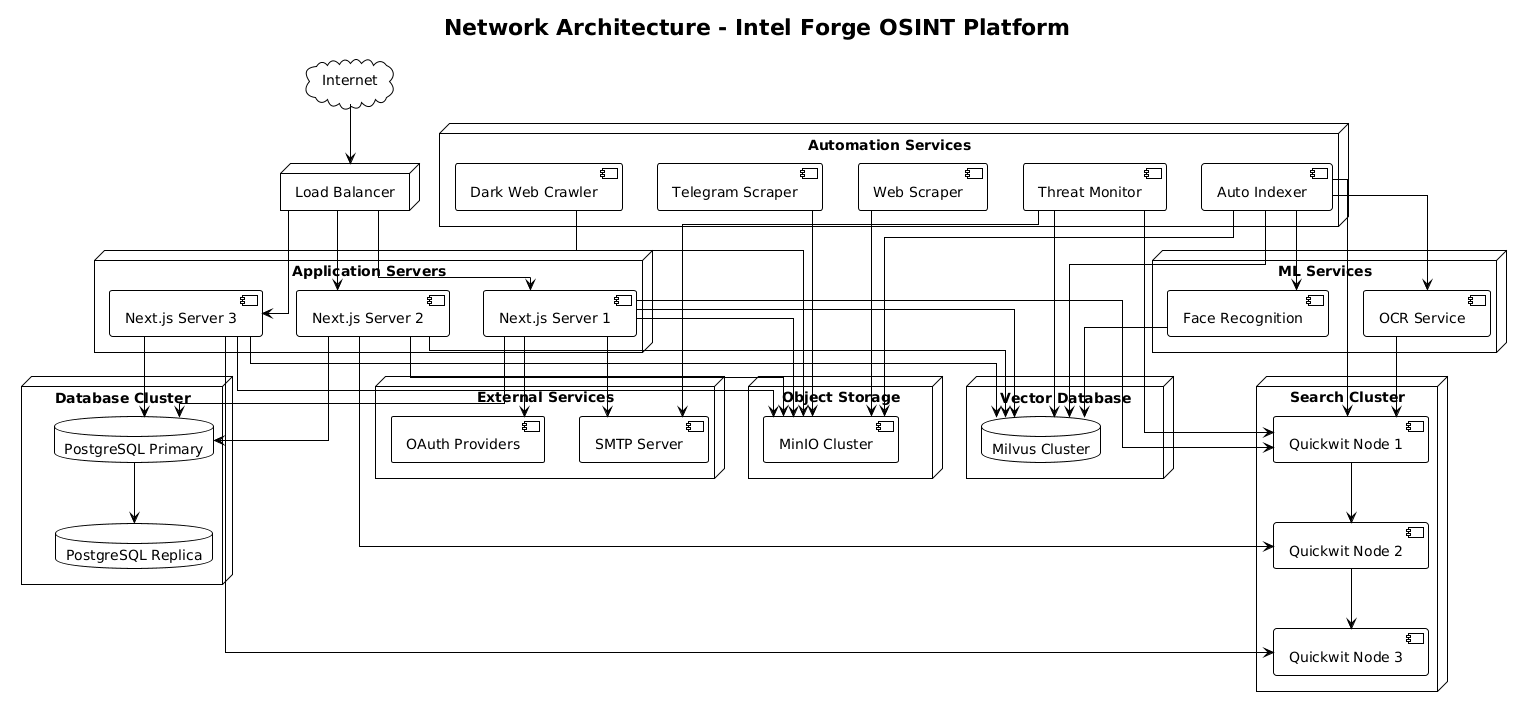 Network Architecture - Intel Forge OSINT Platform
Internet
Automation Services
Load Balancer
Dark Web Crawler
Telegram Scraper
Web Scraper
Threat Monitor
Auto Indexer
Application Servers
ML Services
Next.js Server 3
Next.js Server 2
Next.js Server 1
Face Recognition
OCR Service
Database Cluster
External Services
Object Storage
Vector Database
Search Cluster
PostgreSQL Primary
OAuth Providers
SMTP Server
MinIO Cluster
Milvus Cluster
Quickwit Node 1
PostgreSQL Replica
Quickwit Node 2
Quickwit Node 3